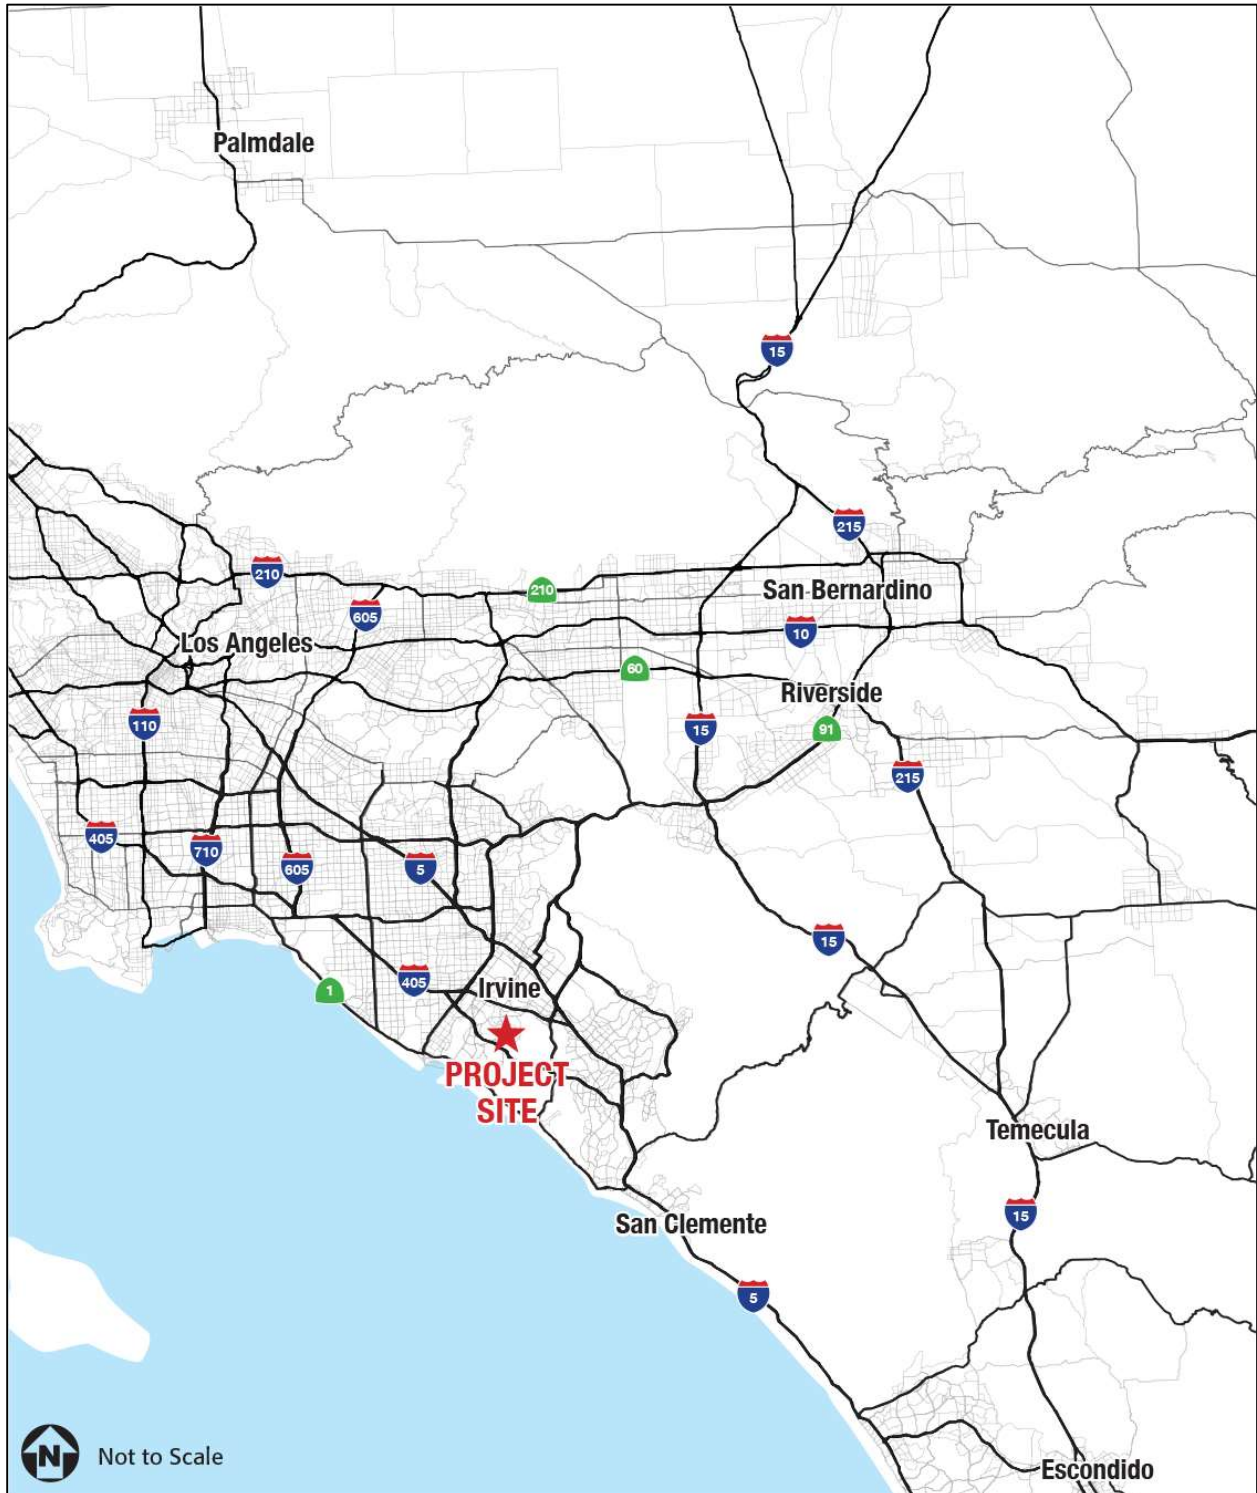 Palmdale
15
215
210
210
San Bernardino
605
10
Los Angeles
60
Riverside
110
15
91
215
405
710
605
5
15
405
Irvine
1
PROJECT
SITE
Temecula
15
San Clemente
5
N
Not to Scale
Escondido